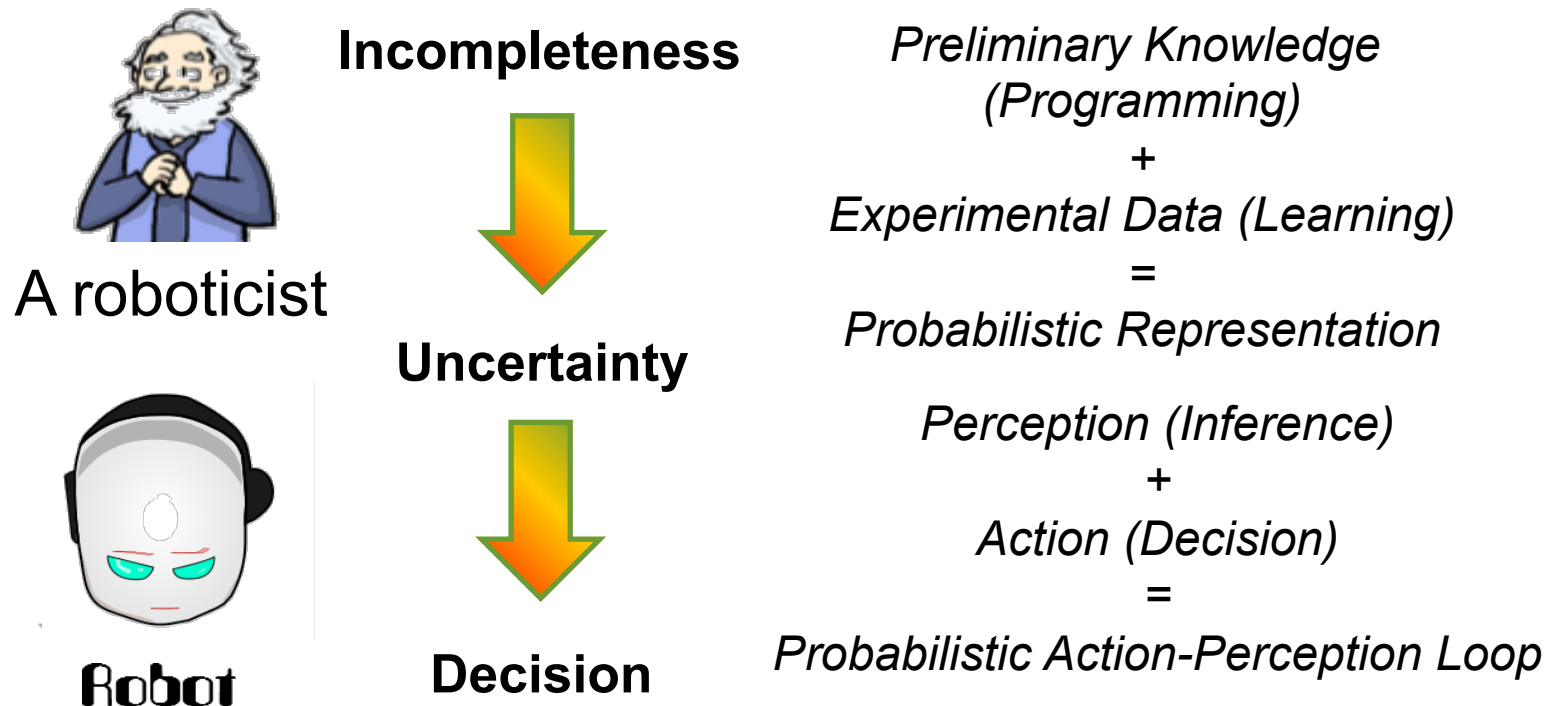 Incompleteness
Preliminary Knowledge
(Programming)
+
Experimental Data (Learning)
=
Probabilistic Representation
A roboticist
Uncertainty
Perception (Inference)
+
Action (Decision)
=
Probabilistic Action-Perception Loop
Robot
Decision